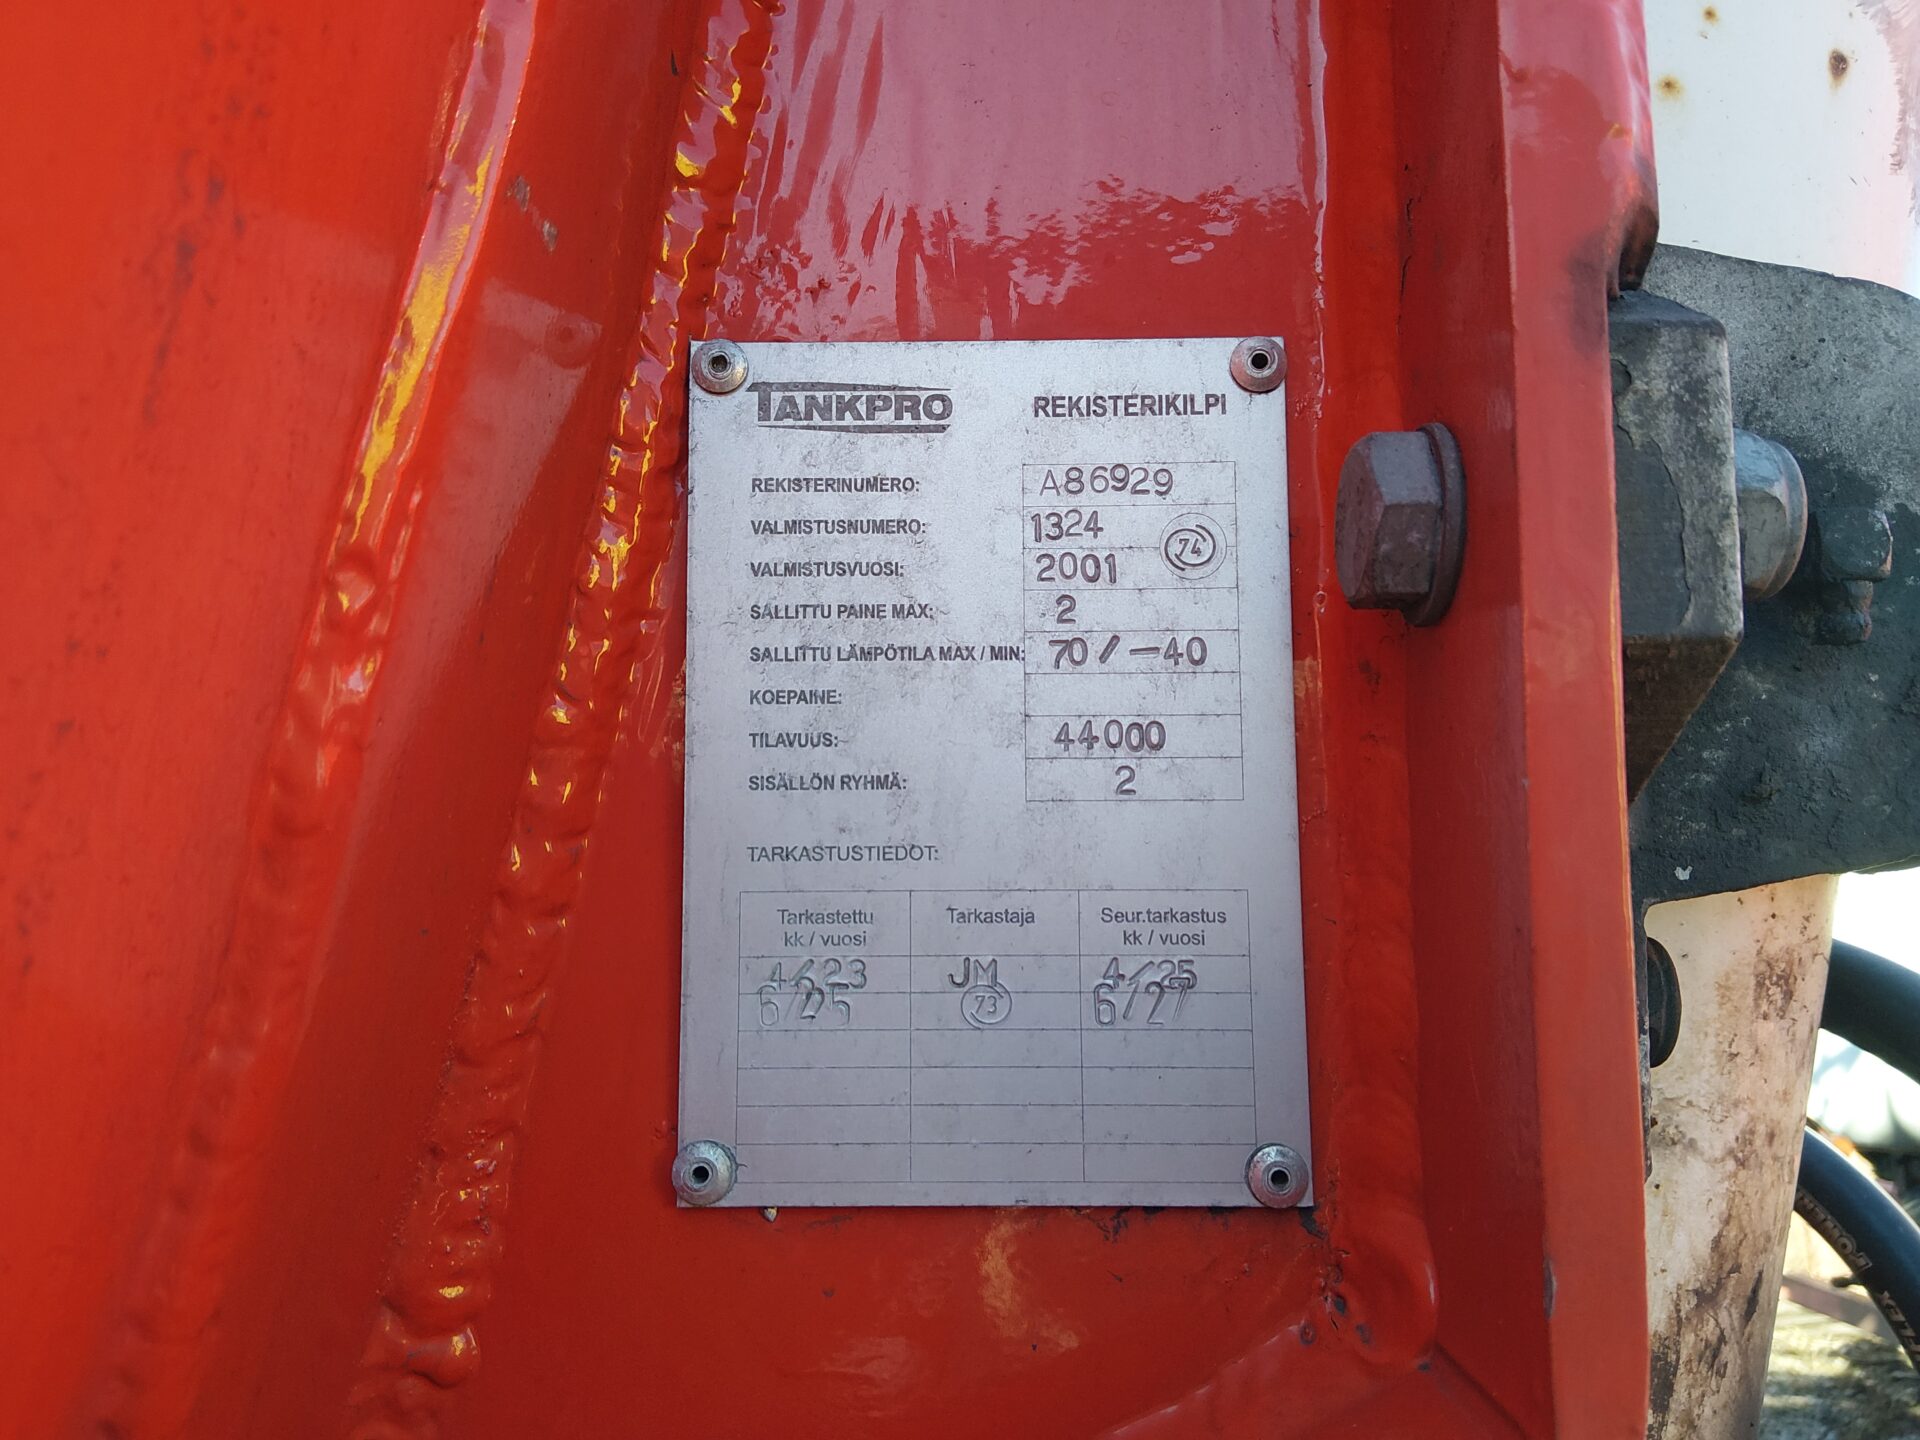 TANKPRO REKISTERIKILPI
REKISTERINUMERO: A86929
VALMISTUSNUMERO: 1324
74
VALMISTUSVUOSI: 2001
SALLITTU PAINE MAX: 2
SALLITTU LÄMPÖTILA MAX / MIN: 70 / -40
KOEPAINE:
TILAVUUS: 44000
SISÄLLÖN RYHMÄ: 2
TARKASTUSTIEDOT:
Tarkastettu Tarkastaja Seur.tarkastus
kk / vuosi kk / vuosi
4/23 JM 4/25
6/25 73 6/27